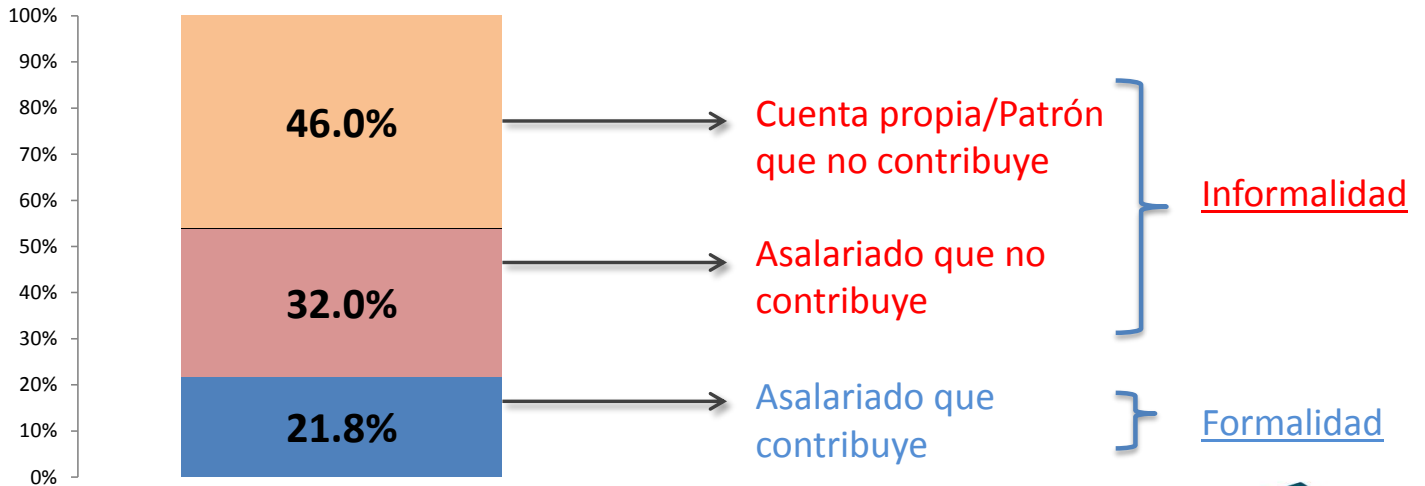 100%
90%
80%
70%
60%
50%
40%
30%
20%
10%
0%
46.0%
32.0%
21.8%
Cuenta propia/Patrón
que no contribuye
Asalariado que no
contribuye
Asalariado que
contribuye
Informalidad
Formalidad